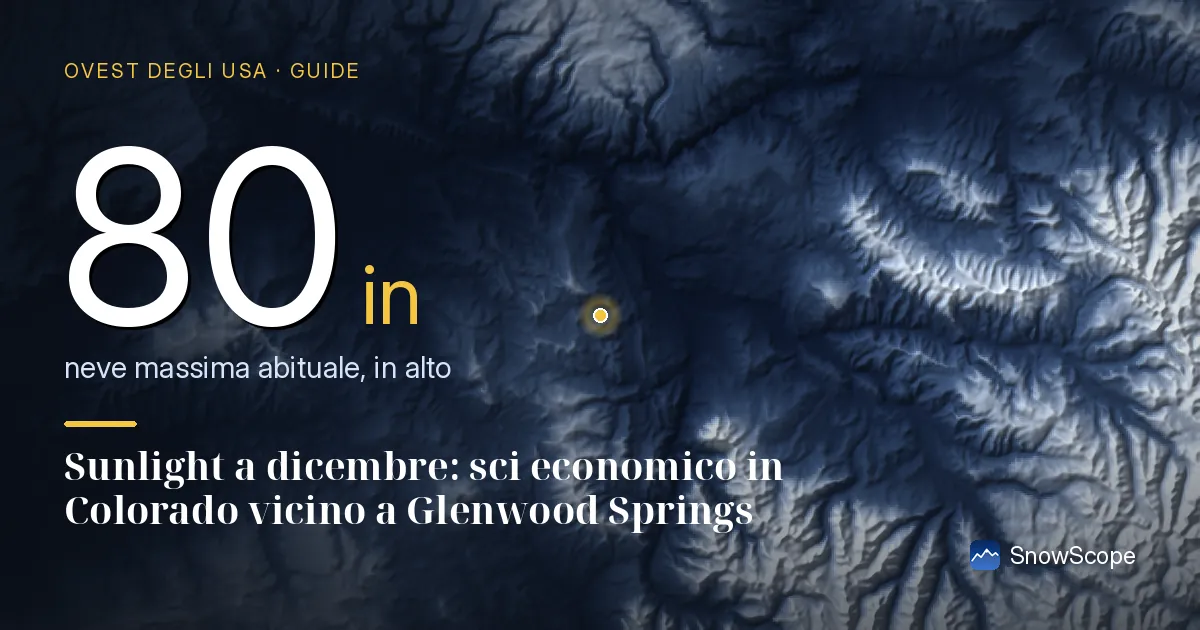 OVEST DEGLI USA · GUIDE
80 in
neve massima abituale, in alto
Sunlight a dicembre: sci economico in
Colorado vicino a Glenwood Springs
SnowScope